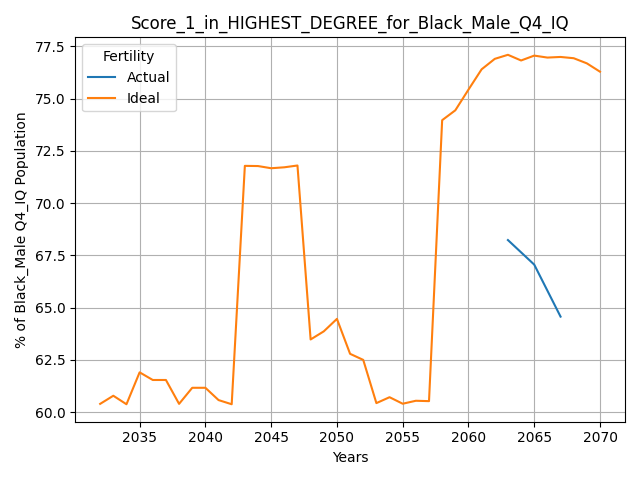 Score_1_in_HIGHEST_DEGREE_for_Black_Male_Q4_IQ
Fertility
Actual
Ideal
% of Black_Male Q4_IQ Population
77.5
75.0
72.5
70.0
67.5
65.0
62.5
60.0
2035 2040 2045 2050 2055 2060 2065 2070
Years